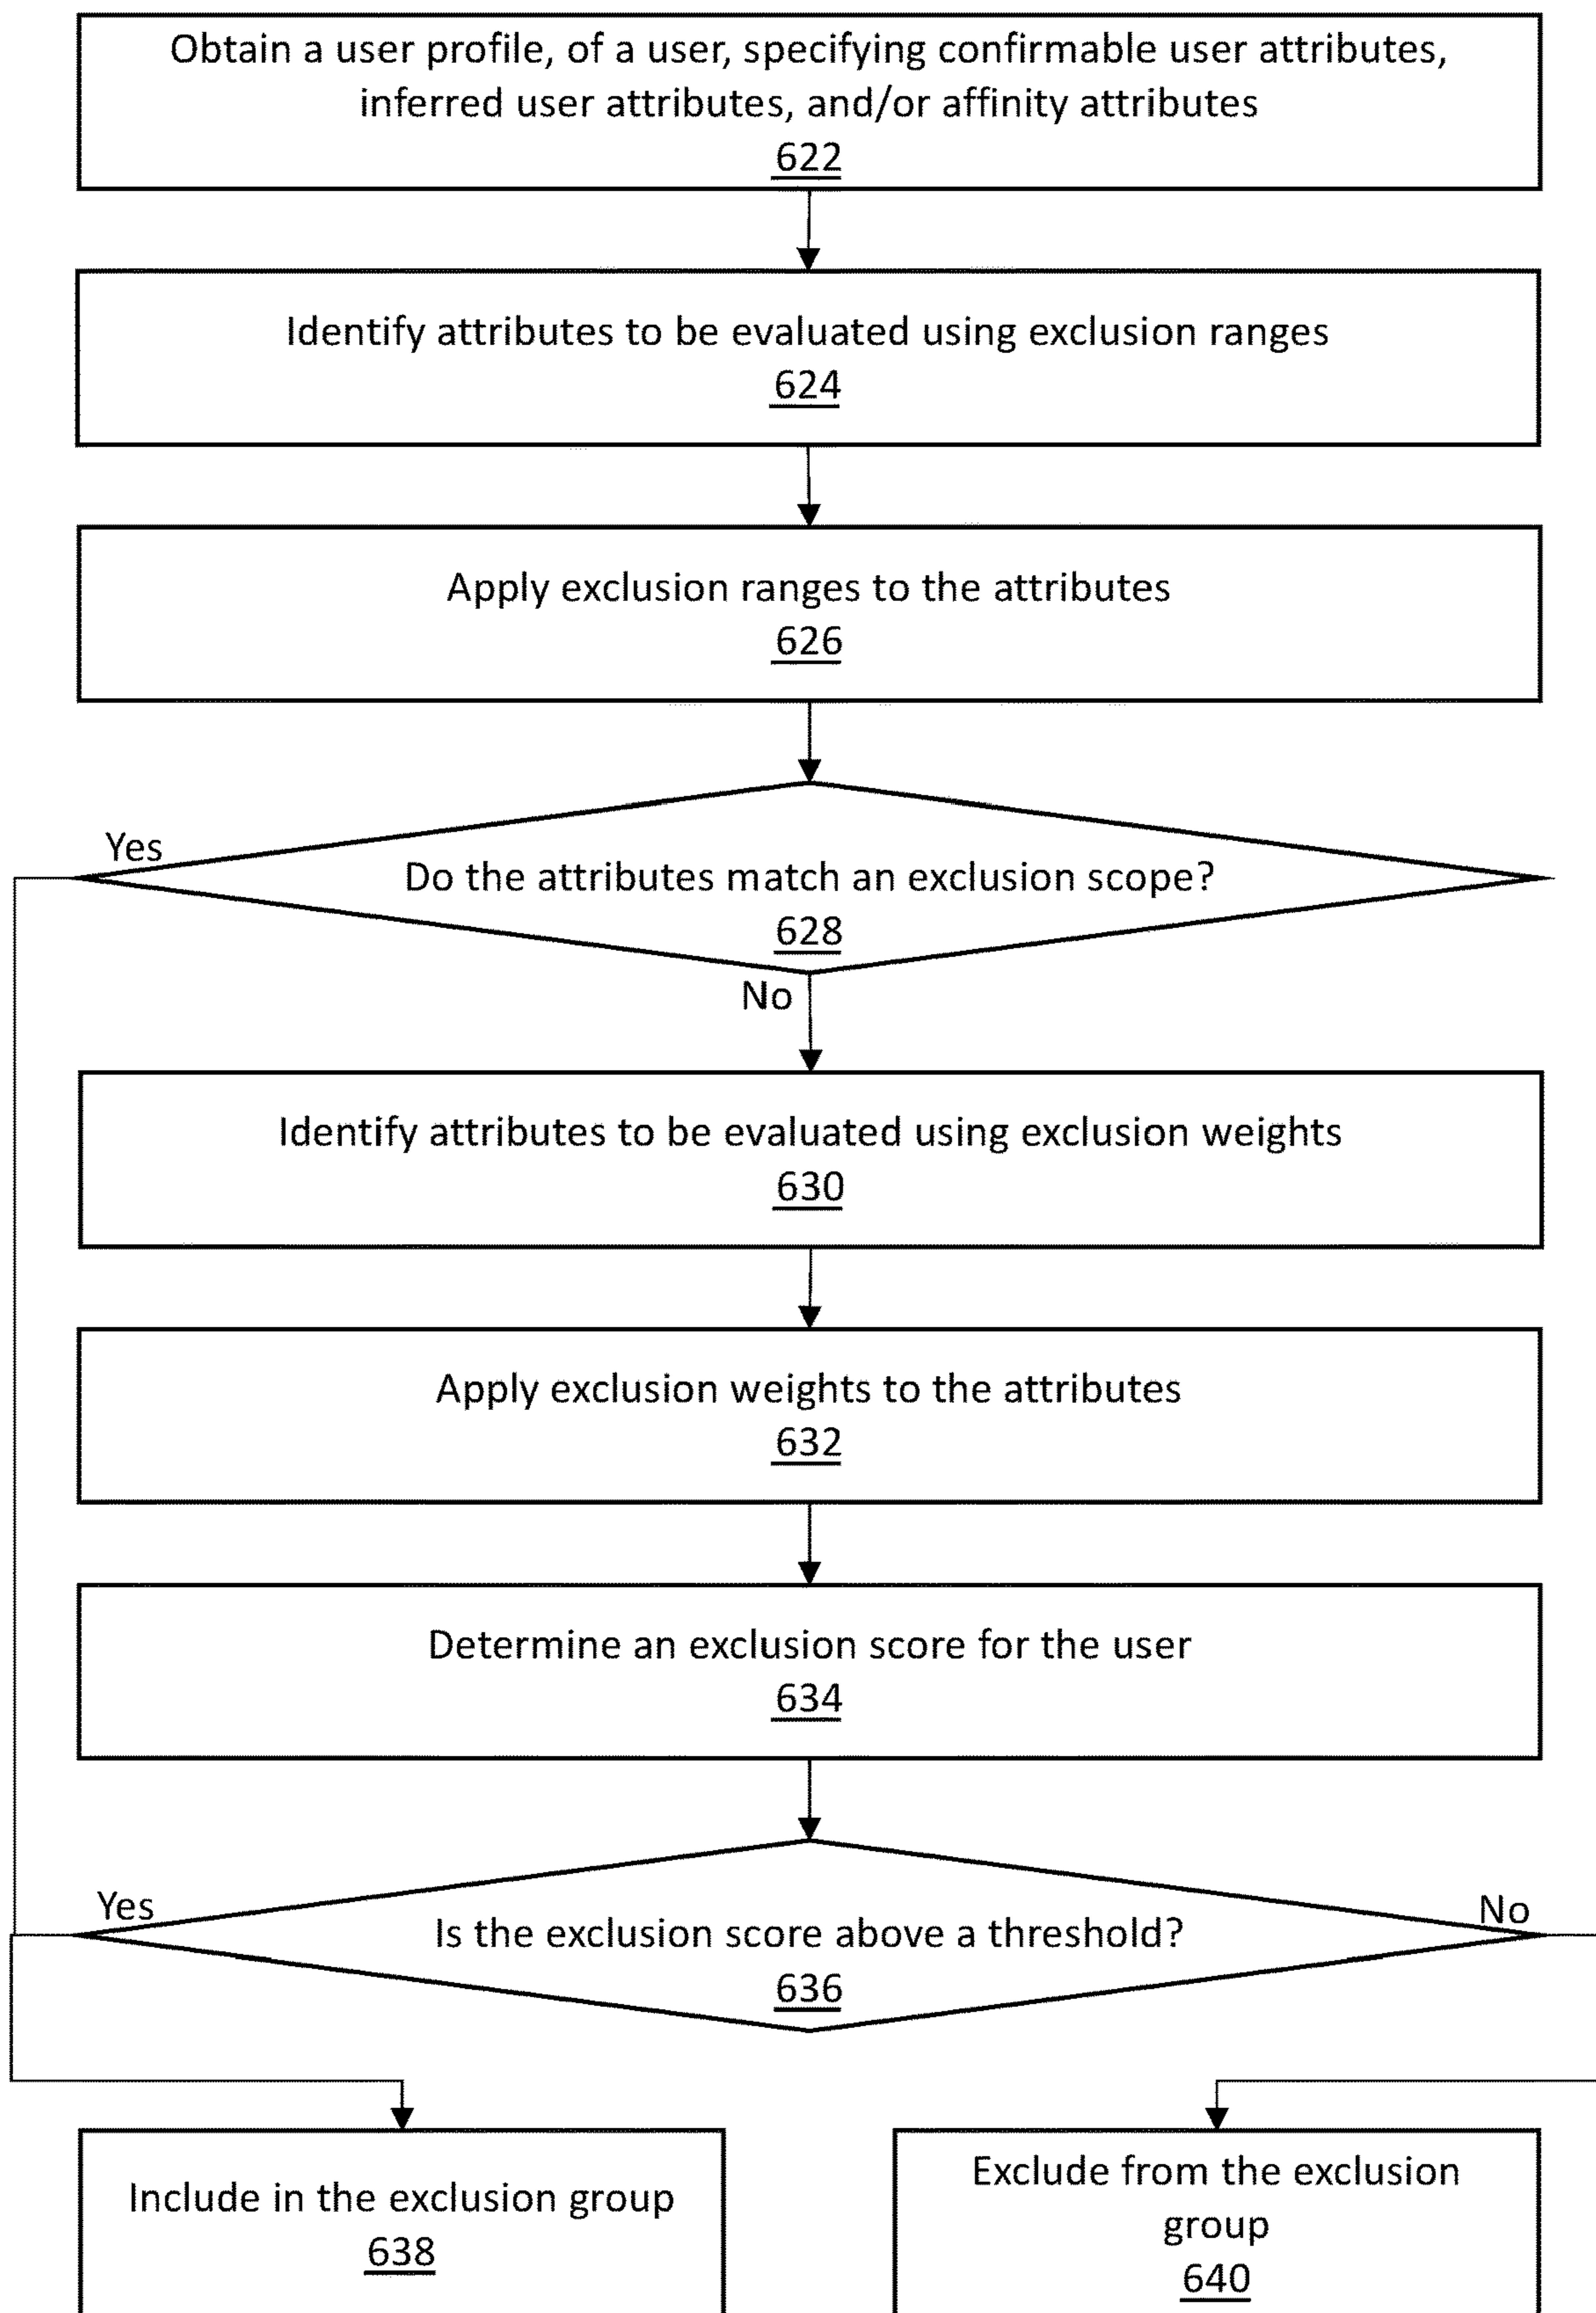 Obtain a user profile, of a user, specifying confirmable user attributes,
inferred user attributes, and/or affinity attributes
622
Identify attributes to be evaluated using exclusion ranges
624
Apply exclusion ranges to the attributes
626
Yes
Do the attributes match an exclusion scope?
628
No
Identify attributes to be evaluated using exclusion weights
630
Apply exclusion weights to the attributes
632
Determine an exclusion score for the user
634
Yes
No
Is the exclusion score above a threshold?
636
Include in the exclusion group
638
Exclude from the exclusion
group
640